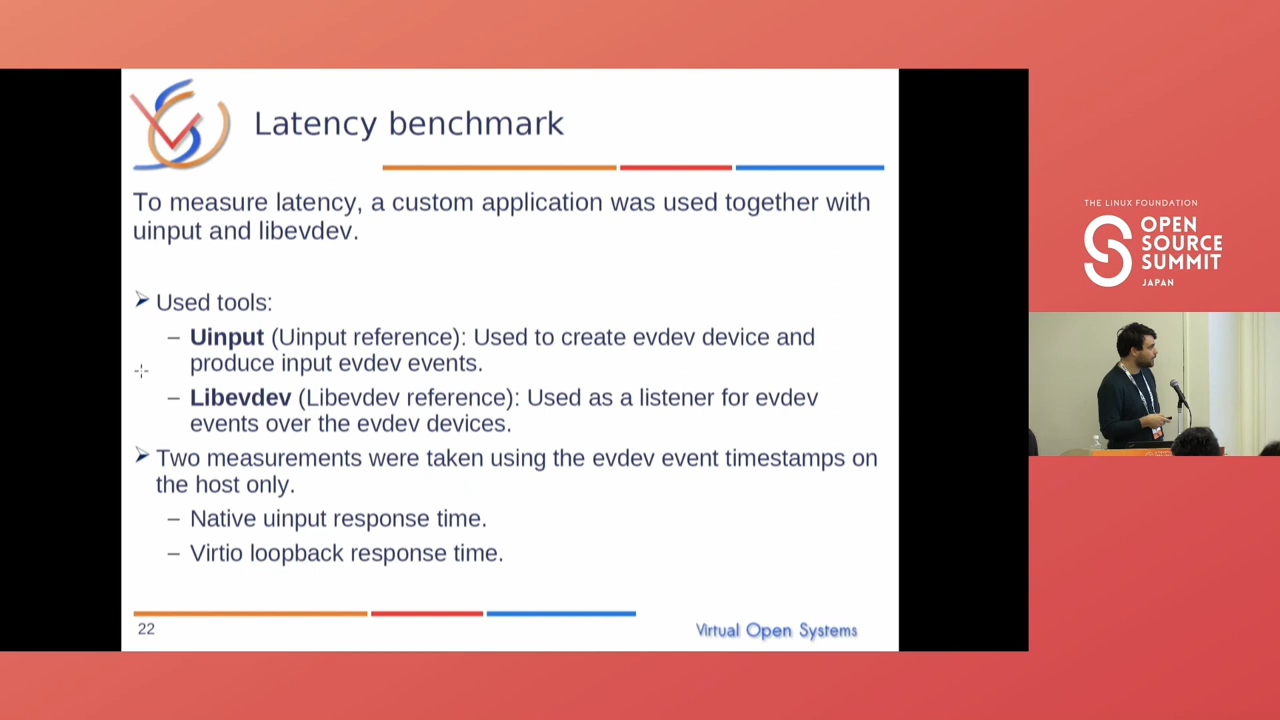 Latency benchmark
To measure latency, a custom application was used together with
uinput and libevdev.
Used tools:
– Uinput (Uinput reference): Used to create evdev device and
produce input evdev events.
– Libevdev (Libevdev reference): Used as a listener for evdev
events over the evdev devices.
Two measurements were taken using the evdev event timestamps on
the host only.
– Native uinput response time.
– Virtio loopback response time.
22
Virtual Open Systems
THE LINUX FOUNDATION
OPEN
SOURCE
SUMMIT
JAPAN